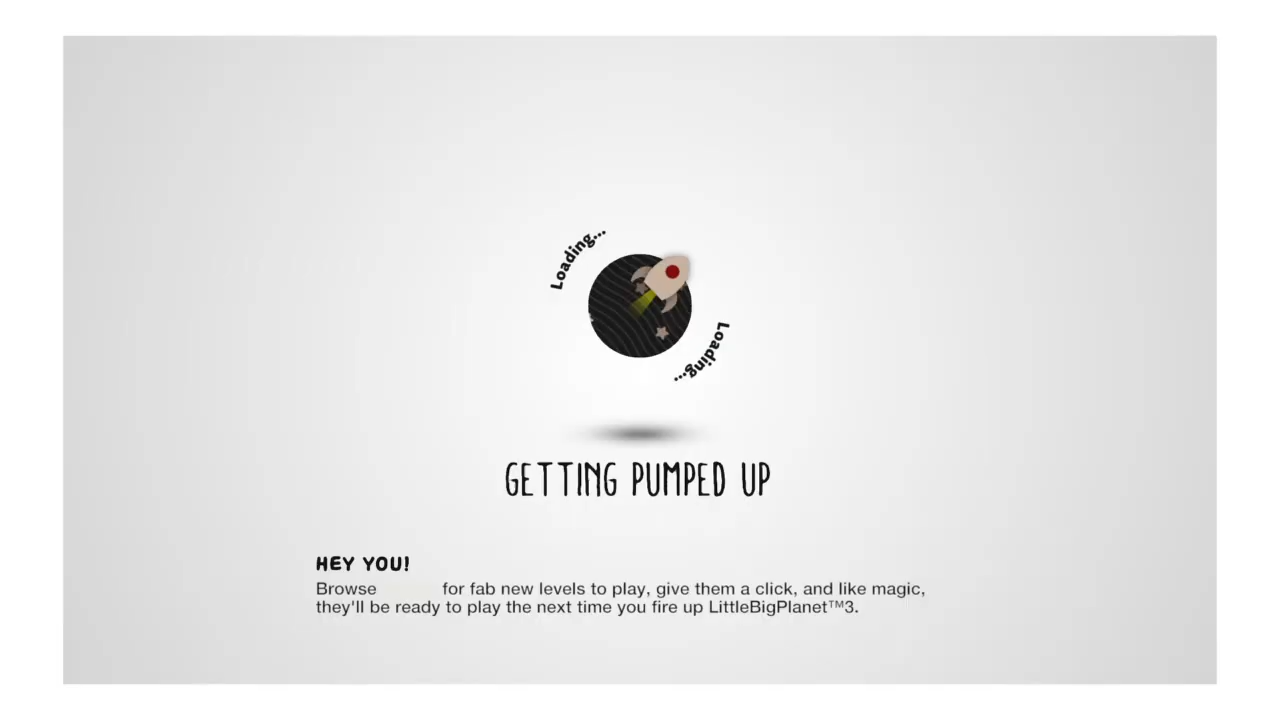 Loading...
Loading...
GETTING PUMPED UP
HEY YOU!
Browse for fab new levels to play, give them a click, and like magic,
they'll be ready to play the next time you fire up LittleBigPlanet™3.